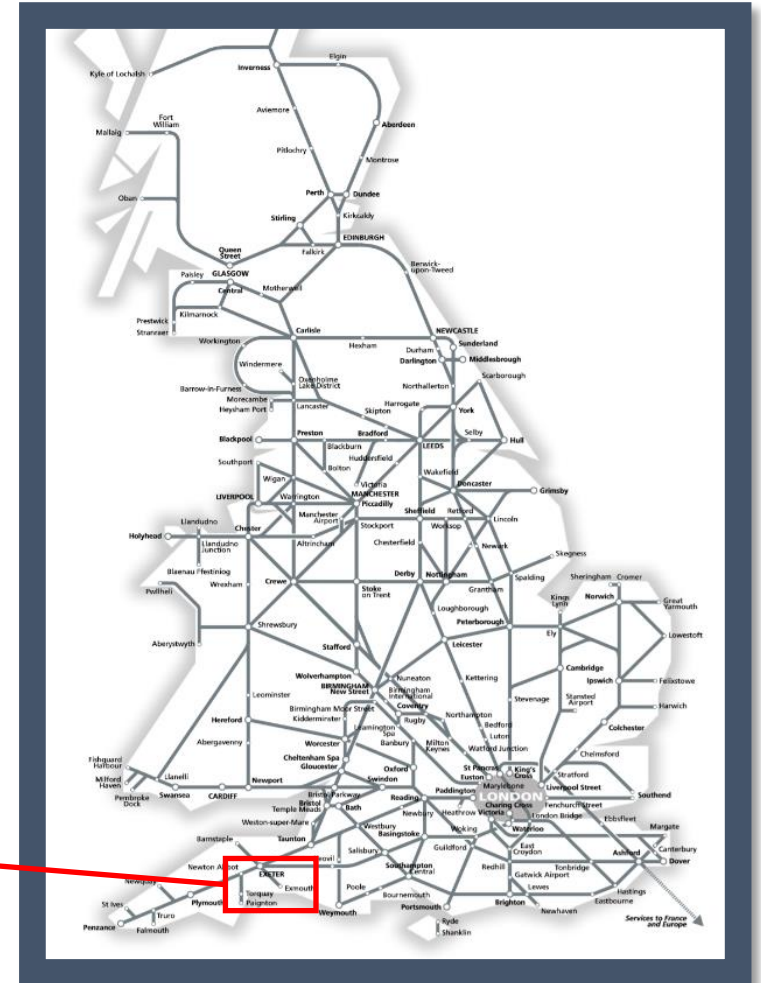 Elgin
Inverness
Kyle of Lochalsh
Aviemore
Fort
William
Aberdeen
Mallaig
Pitlochry
Montrose
Perth
Dundee
Oban
Stirling
Kirkcaldy
EDINBURGH
Queen
Street
Falkirk
Berwick-
upon-Tweed
Paisley
GLASGOW
Central
Motherwell
Prestwick
Kilmarnock
Stranraer
Carlisle
NEWCASTLE
Workington
Hexham
Sunderland
Durham
Darlington
Middlesbrough
Windermere
Scarborough
Oxenholme
Lake District
Barrow-in-Furness
Northallerton
Morecambe
Heysham Port
Lancaster
Harrogate
York
Skipton
Preston
Bradford
Selby
Blackpool
Blackburn
LEEDS
Hull
Southport
Huddersfield
Bolton
Wakefield
Wigan
Victoria
Doncaster
MANCHESTER
Piccadilly
Grimsby
LIVERPOOL
Warrington
Manchester
Airport
Sheffield
Retford
Lincoln
Llandudno
Chester
Stockport
Worksop
Holyhead
Llandudno
Junction
Altrincham
Chesterfield
Newark
Skegness
Blaenau Ffestiniog
Wrexham
Crewe
Derby
Nottingham
Spalding
Sheringham
Cromer
Pwllheli
Stoke
on Trent
Grantham
Kings
Lynn
Norwich
Great
Yarmouth
Loughborough
Shrewsbury
Peterborough
Ely
Lowestoft
Aberystwyth
Stafford
Leicester
Wolverhampton
Cambridge
BIRMINGHAM
New Street
Nuneaton
Kettering
Ipswich
Felixstowe
Birmingham
International
Leominster
Stevenage
Stansted
Airport
Birmingham Moor Street
Coventry
Harwich
Hereford
Kidderminster
Rugby
Northampton
Leamington
Spa
Bedford
Colchester
Abergavenny
Worcester
Banbury
Milton
Keynes
Luton
Watford Junction
Chelmsford
Fishguard
Harbour
Cheltenham Spa
Gloucester
Oxford
St Pancras
King's
Cross
Euston
Stratford
Milford
Haven
Llanelli
Newport
Swindon
Marylebone
Liverpool Street
Pembroke
Dock
Swansea
CARDIFF
Bristol Parkway
Reading
Paddington
LONDON
Southend
Bristol
Temple Meads
Bath
Charing Cross
Fenchurch Street
Newbury
Heathrow
Victoria
London Bridge
Ebbsfleet
Weston-super-Mare
Westbury
Basingstoke
Woking
Waterloo
Margate
Barnstaple
Taunton
Salisbury
Guildford
East
Croydon
Canterbury
Newton Abbot
Yeovil
Southampton
Central
Redhill
Tonbridge
Ashford
Dover
EXETER
Gatwick Airport
Newquay
Exmouth
Poole
Lewes
Hastings
St Ives
Plymouth
Torquay
Paignton
Bournemouth
Eastbourne
Truro
Weymouth
Portsmouth
Brighton
Newhaven
Penzance
Falmouth
Ryde
Shanklin
Services to France
and Europe